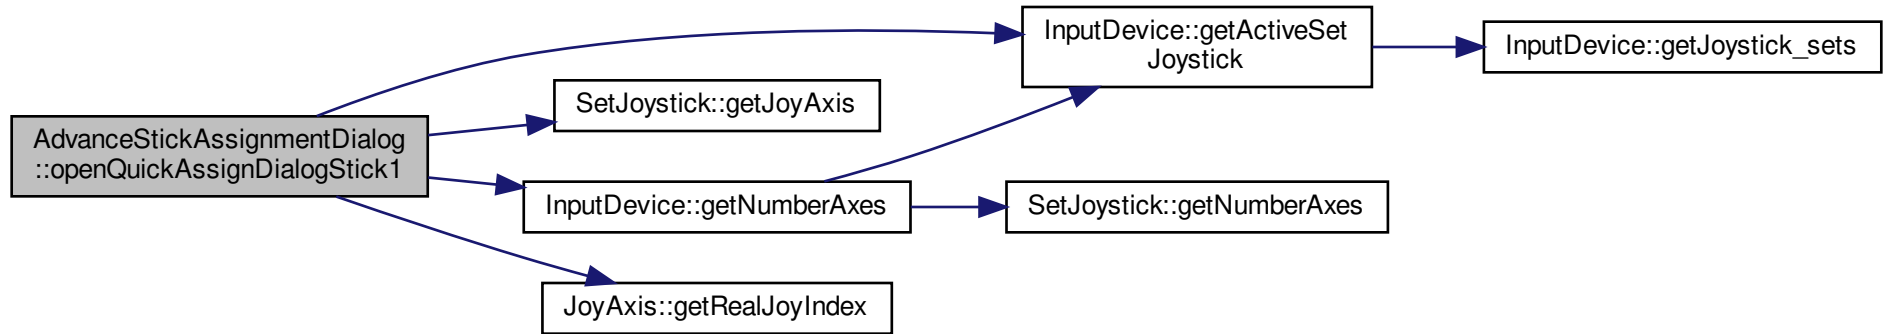 AdvanceStickAssignmentDialog
::openQuickAssignDialogStick1
InputDevice::getActiveSet
Joystick
InputDevice::getJoystick_sets
SetJoystick::getJoyAxis
InputDevice::getNumberAxes
SetJoystick::getNumberAxes
JoyAxis::getRealJoyIndex